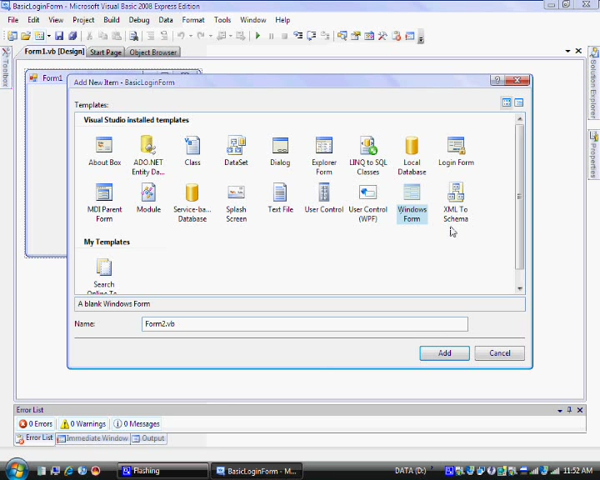 BasicLoginForm - Microsoft Visual Basic 2008 Express Edition
File Edit View Project Build Debug Data Format Tools Window Help
Form1.vb [Design] Start Page Object Browser
Toolbox
Solution Explorer
Properties
Form1
Add New Item - BasicLoginForm
Templates:
Visual Studio installed templates
About Box
ADO.NET Entity Da...
Class
DataSet
Dialog
Explorer Form
LINQ to SQL Classes
Local Database
Login Form
MDI Parent Form
Module
Service-ba... Database
Splash Screen
Text File
User Control
User Control (WPF)
Windows Form
XML To Schema
My Templates
Search
Online To
A blank Windows Form
Name: Form2.vb
Add Cancel
Error List
0 Errors 0 Warnings 0 Messages
Error List Immediate Window Output
Flashing BasicLoginForm - M... DATA (D:) 11:52 AM